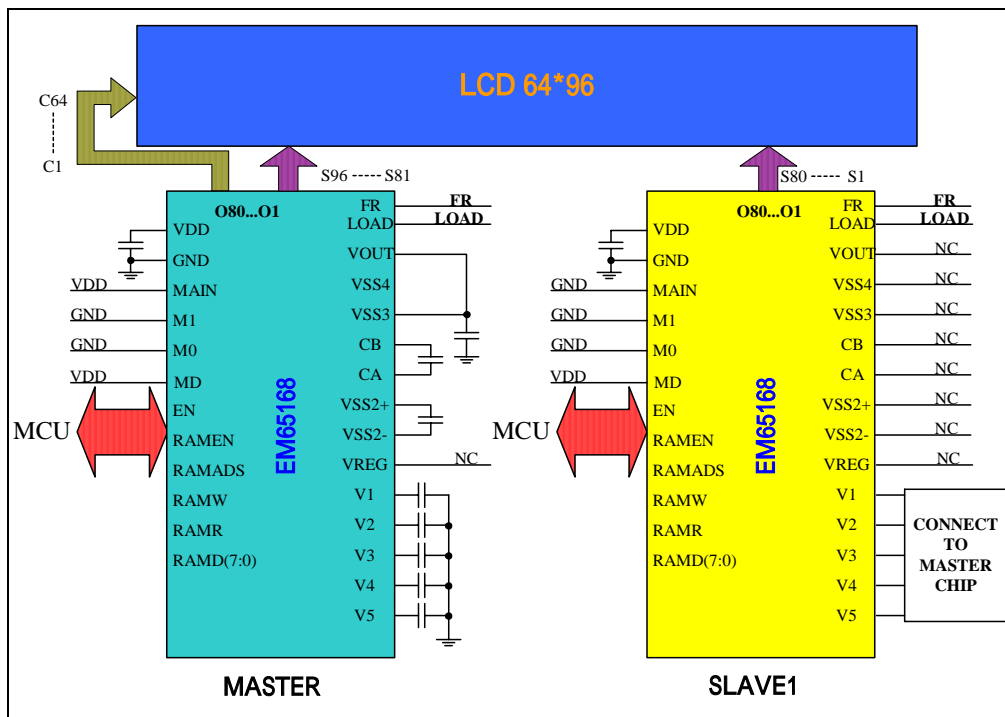 LCD 64*96
C64
C1
S96 ----- S81
S80 ----- S1
O80...O1
VDD
GND
MAIN
M1
M0
MD
EN
RAMEN
RAMADS
RAMW
RAMR
RAMD(7:0)
VDD
GND
GND
VDD
MCU
EM65168
FR
LOAD
VOUT
VSS4
VSS3
CB
CA
VSS2+
VSS2-
VREG
V1
V2
V3
V4
V5
FR
LOAD
NC
MASTER
O80...O1
VDD
GND
MAIN
M1
M0
MD
EN
RAMEN
RAMADS
RAMW
RAMR
RAMD(7:0)
GND
GND
GND
VDD
MCU
EM65168
FR
LOAD
VOUT
VSS4
VSS3
CB
CA
VSS2+
VSS2-
VREG
V1
V2
V3
V4
V5
FR
LOAD
NC
NC
NC
NC
NC
NC
NC
NC
CONNECT
TO
MASTER
CHIP
SLAVE1